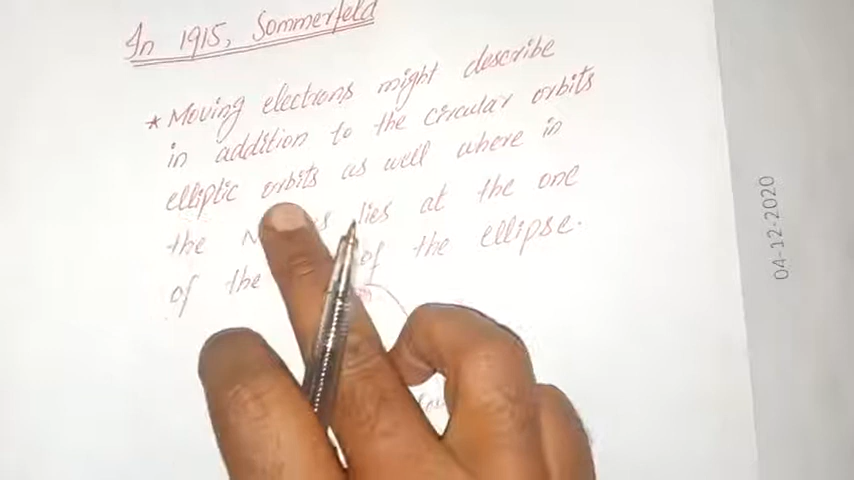 In 1915, Sommerfeld
* Moving electrons might describe
in addition to the circular orbits
elliptic orbits as well where in
the lies at the one
of the of the ellipse.
04-12-2020